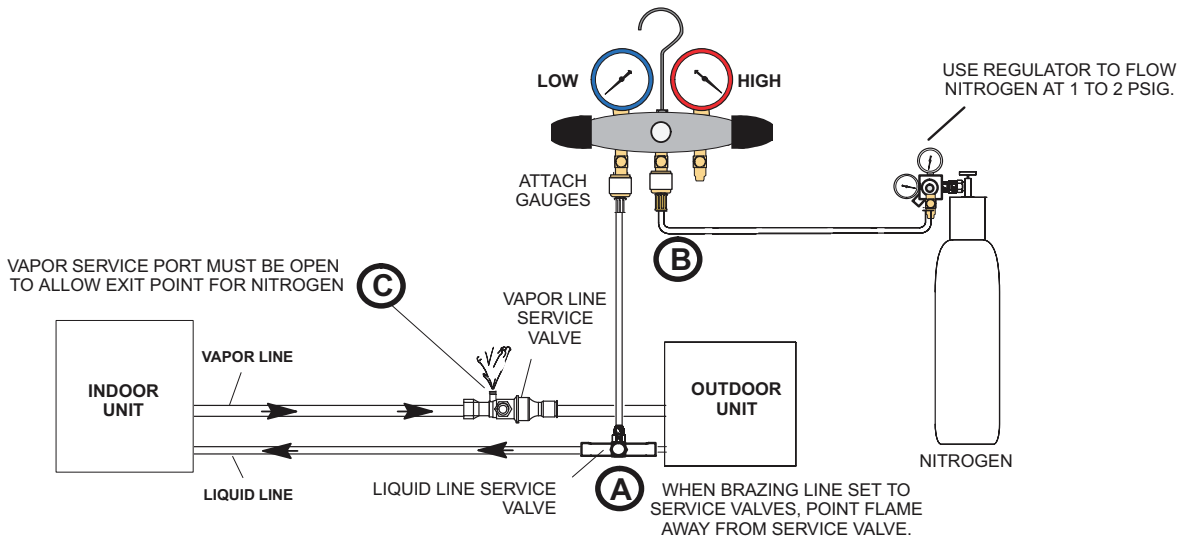 LOW
HIGH
USE REGULATOR TO FLOW
NITROGEN AT 1 TO 2 PSIG.
ATTACH
GAUGES
B
VAPOR SERVICE PORT MUST BE OPEN
TO ALLOW EXIT POINT FOR NITROGEN
C
VAPOR LINE
SERVICE
VALVE
VAPOR LINE
INDOOR
UNIT
OUTDOOR
UNIT
LIQUID LINE
LIQUID LINE SERVICE
VALVE
A
WHEN BRAZING LINE SET TO
SERVICE VALVES, POINT FLAME
AWAY FROM SERVICE VALVE.
NITROGEN